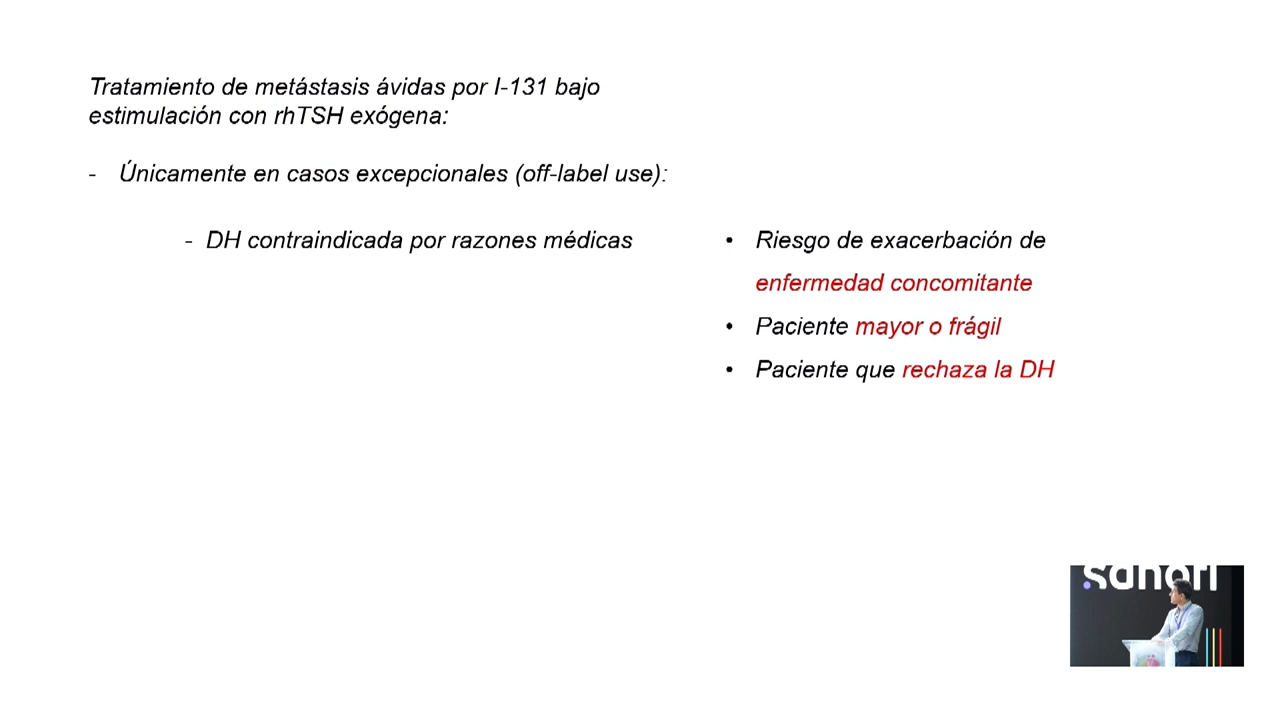 Tratamiento de metástasis ávidas por I-131 bajo
estimulación con rhTSH exógena:
- Únicamente en casos excepcionales (off-label use):
- DH contraindicada por razones médicas
• Riesgo de exacerbación de
enfermedad concomitante
• Paciente mayor o frágil
• Paciente que rechaza la DH
sanofi